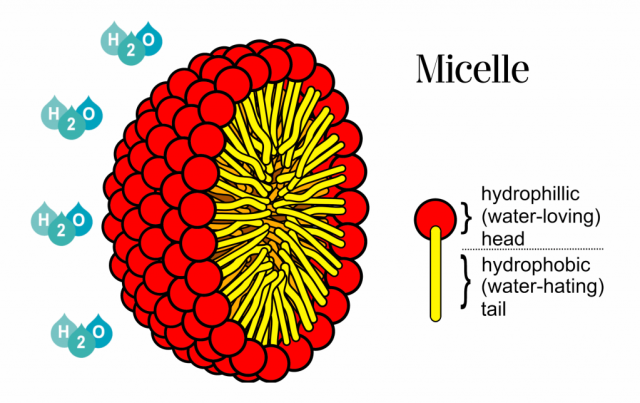 H2O
Micelle
H2O
hydrophillic
(water-loving)
head
H2O
hydrophobic
(water-hating)
tail
H2O